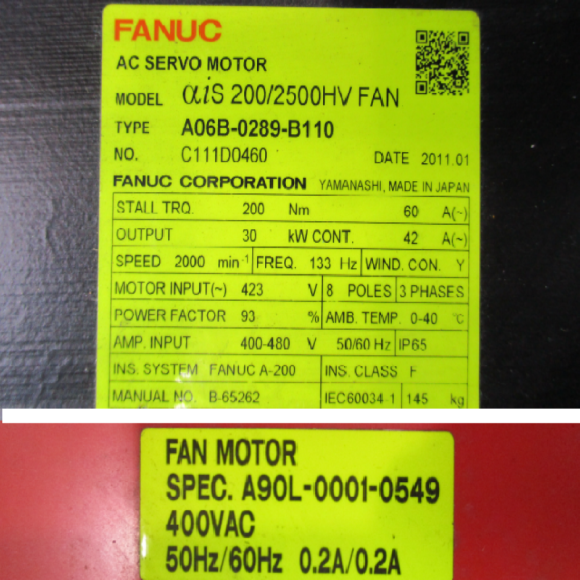 FANUC
AC SERVO MOTOR
MODEL αiS 200/2500HV FAN
TYPE A06B-0289-B110
NO. C111D0460 DATE 2011.01
FANUC CORPORATION YAMANASHI, MADE IN JAPAN
STALL TRQ. 200 Nm 60 A(~)
OUTPUT 30 kW CONT. 42 A(~)
SPEED 2000 min-1 FREQ. 133 Hz WIND. CON. Y
MOTOR INPUT(~) 423 V 8 POLES 3 PHASES
POWER FACTOR 93 % AMB. TEMP. 0-40 °C
AMP. INPUT 400-480 V 50/60 Hz IP65
INS. SYSTEM FANUC A-200 INS. CLASS F
MANUAL NO. B-65262 IEC60034-1 145 kg
FAN MOTOR
SPEC. A90L-0001-0549
400VAC
50Hz/60Hz 0.2A/0.2A